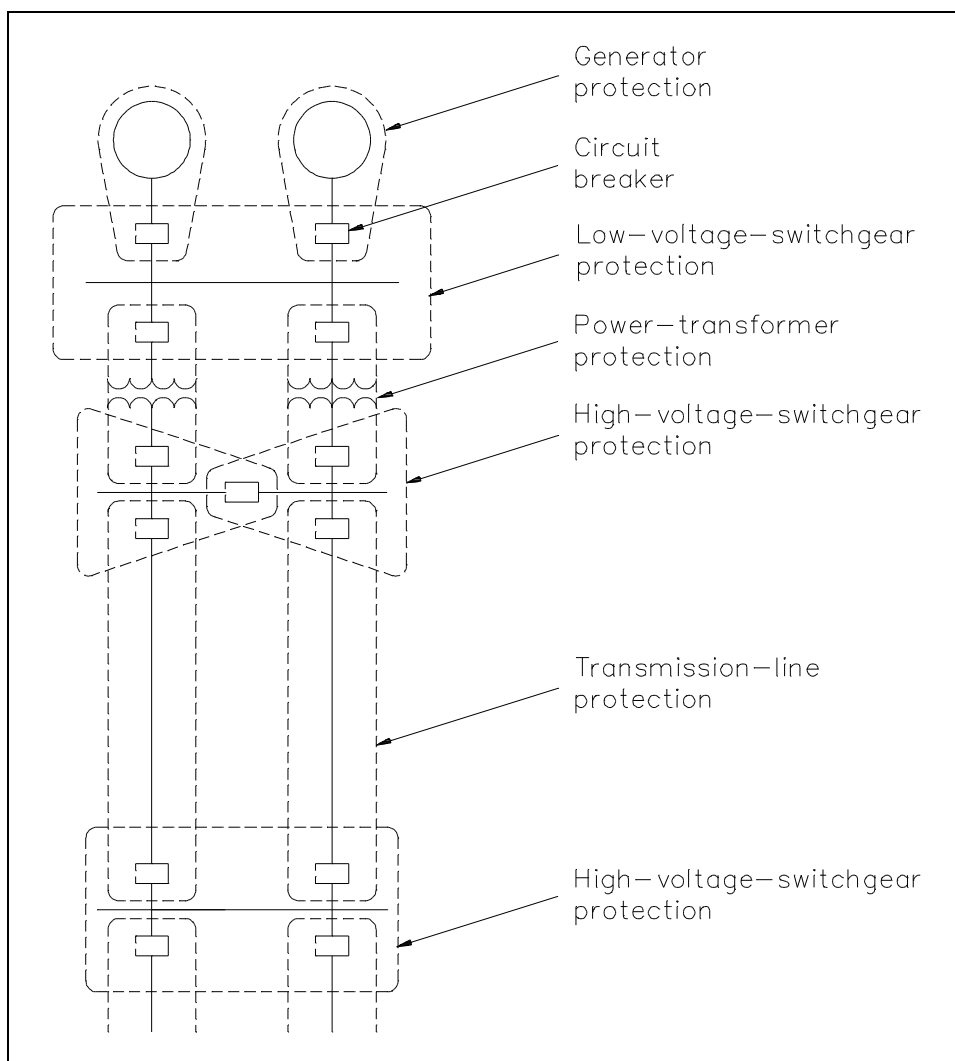 Generator
protection
Circuit
breaker
Low-voltage-switchgear
protection
Power-transformer
protection
High-voltage-switchgear
protection
Transmission-line
protection
High-voltage-switchgear
protection